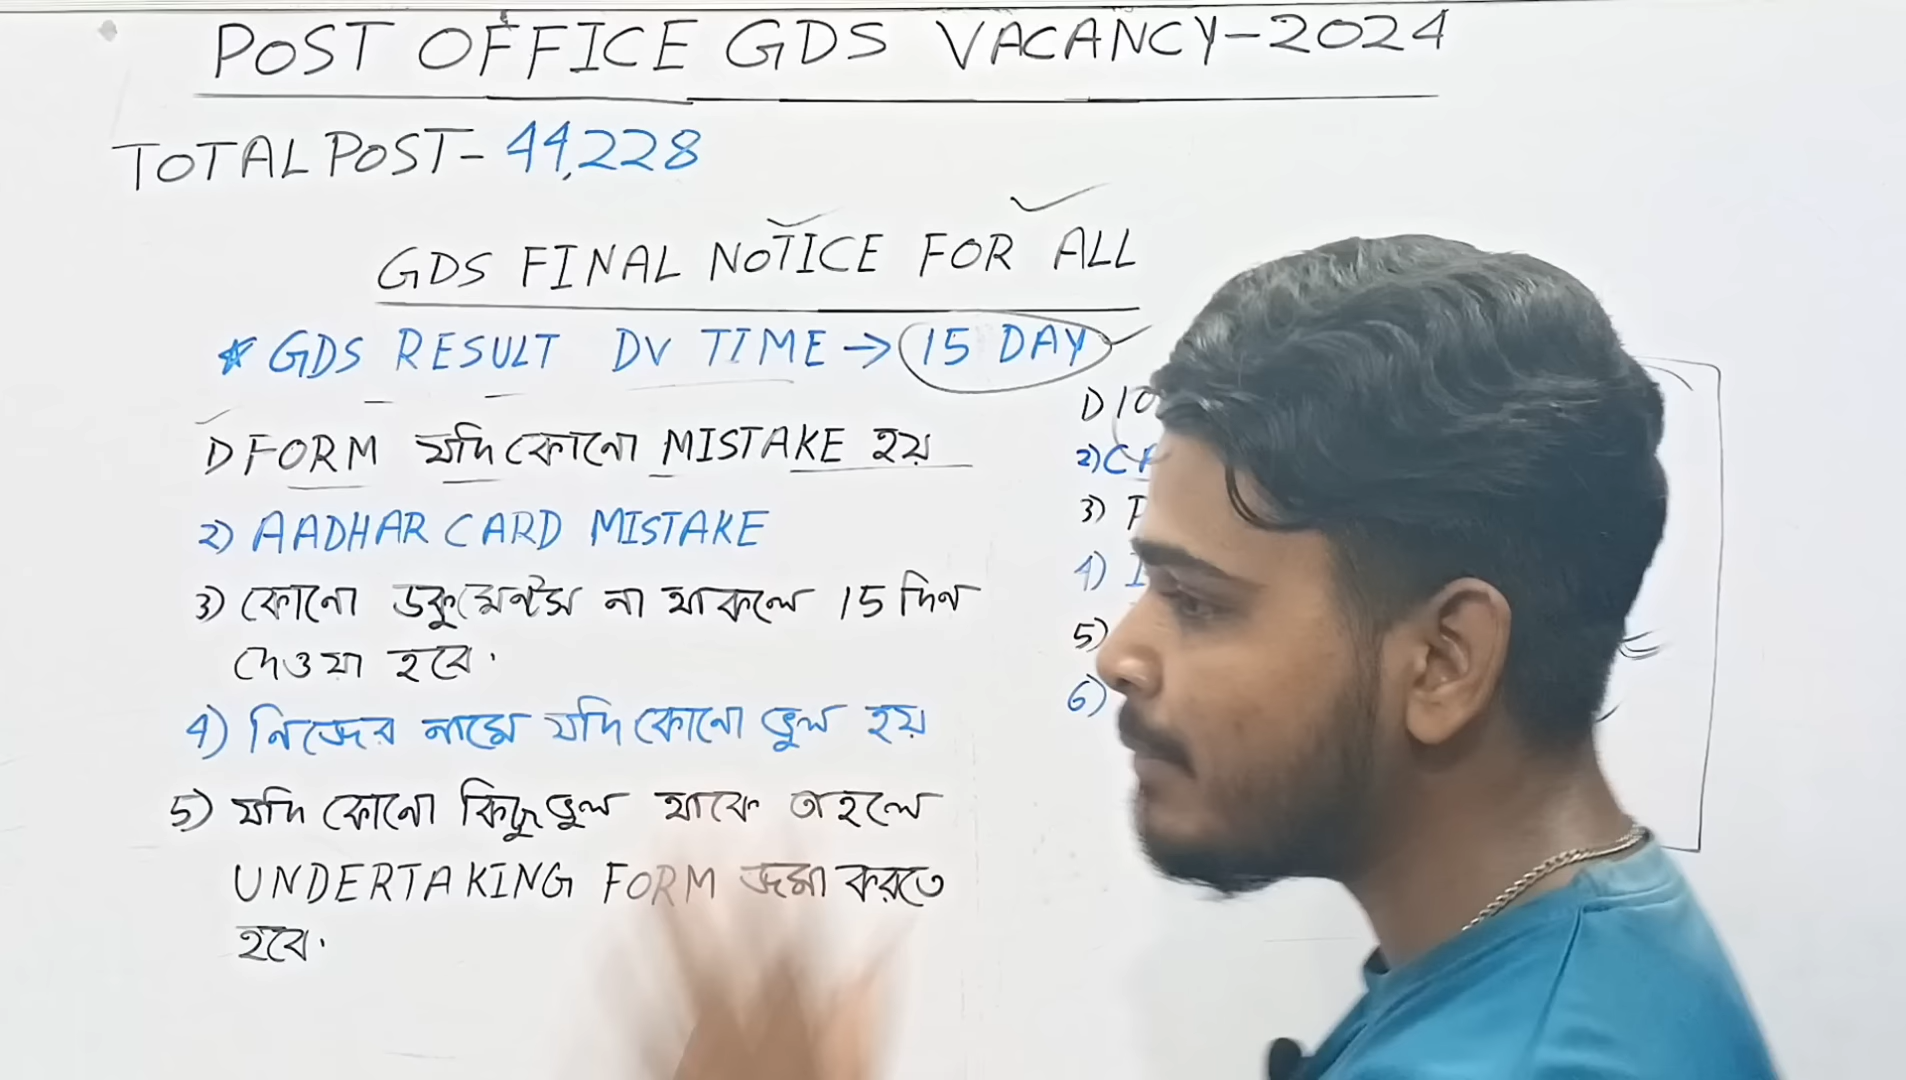 POST OFFICE GDS VACANCY-2024
TOTAL POST- 44,228
GDS FINAL NOTICE FOR ALL
* GDS RESULT DV TIME → 15 DAY
1) FORM যদি কোনো MISTAKE হয়
2) AADHAR CARD MISTAKE
3) কোনো ডকুমেন্টস না থাকলে 15 দিন
দেওয়া হবে.
4) নিজের নামে যদি কোনো ভুল হয়
5) যদি কোনো কিছু ভুল থাকে তাহলে
UNDERTAKING FORM জমা করতে
হবে.
1) 10
2)
3)
4)
5)
6)